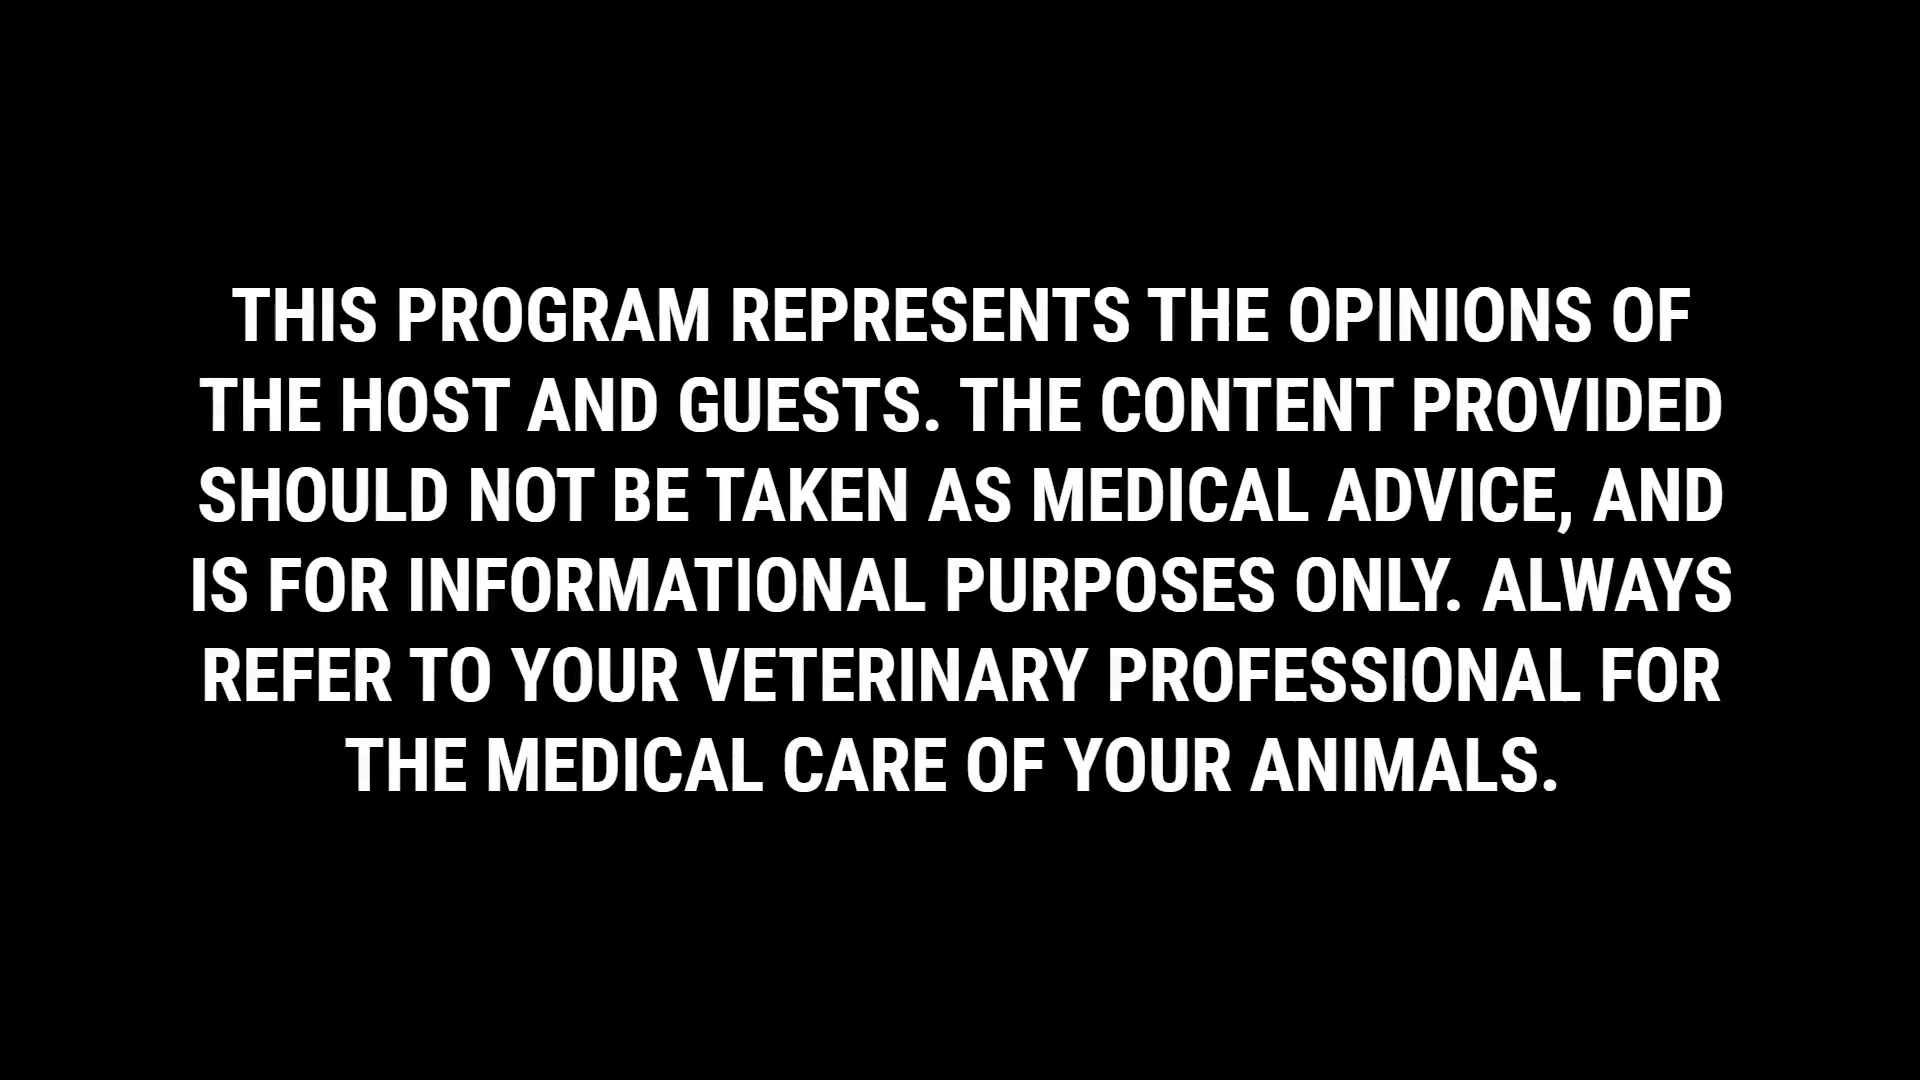 THIS PROGRAM REPRESENTS THE OPINIONS OF
THE HOST AND GUESTS. THE CONTENT PROVIDED
SHOULD NOT BE TAKEN AS MEDICAL ADVICE, AND
IS FOR INFORMATIONAL PURPOSES ONLY. ALWAYS
REFER TO YOUR VETERINARY PROFESSIONAL FOR
THE MEDICAL CARE OF YOUR ANIMALS.